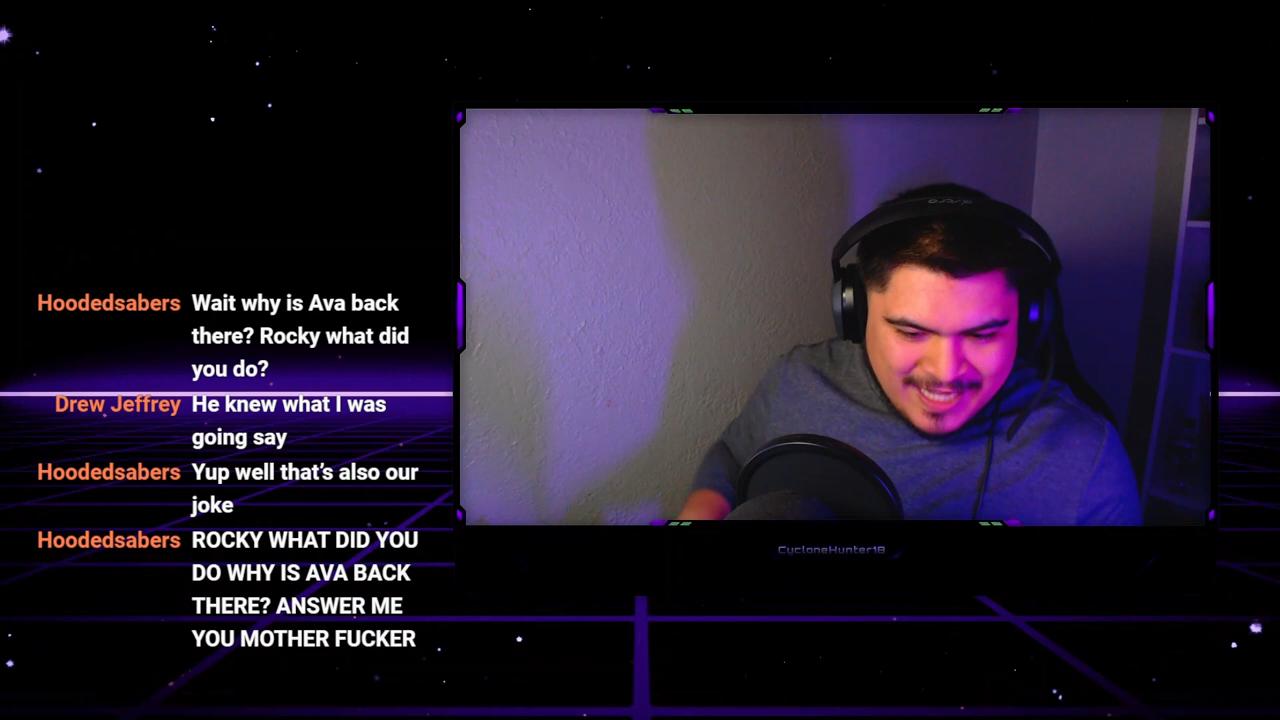 Hoodedsabers Wait why is Ava back
there? Rocky what did
you do?
Drew Jeffrey He knew what I was
going say
Hoodedsabers Yup well that's also our
joke
Hoodedsabers ROCKY WHAT DID YOU
DO WHY IS AVA BACK
THERE? ANSWER ME
YOU MOTHER FUCKER
CycloneHunter18